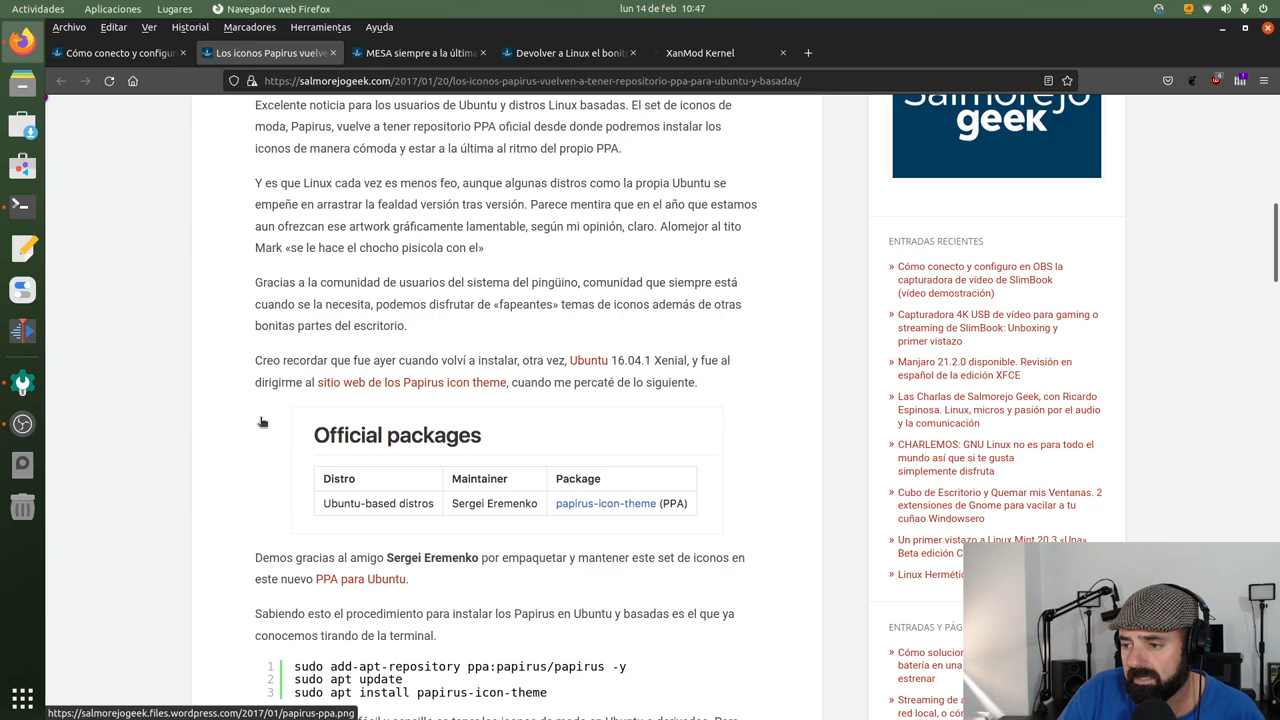 Actividades
Aplicaciones
Navegador web Firefox
lun 14 de feb 10:47
Archivo Editar Ver Historial Marcadores Herramientas Ayuda
Cómo conecto y configur
Los iconos Papirus vuelve
MESA siempre a la última
Devolver a Linux el bonit
XanMod Kernel
https://salmorejogeek.com/2017/01/20/los-iconos-papirus-vuelven-a-tener-repositorio-ppa-para-ubuntu-y-basadas/
Excelente noticia para los usuarios de Ubuntu y distros Linux basadas. El set de iconos de
moda, Papirus, vuelve a tener repositorio PPA oficial desde donde podremos instalar los
iconos de manera cómoda y estar a la última al ritmo del propio PPA.
Y es que Linux cada vez es menos feo, aunque algunas distros como la propia Ubuntu se
empeñe en arrastrar la fealdad versión tras versión. Parece mentira que en el año que estamos
aun ofrezcan ese artwork gráficamente lamentable, según mi opinión, claro. Alomejor al tito
Mark «se le hace el chocho pisicola con el»
Gracias a la comunidad de usuarios del sistema del pingüino, comunidad que siempre está
cuando se la necesita, podemos disfrutar de «fapeantes» temas de iconos además de otras
bonitas partes del escritorio.
Creo recordar que fue ayer cuando volví a instalar, otra vez, Ubuntu 16.04.1 Xenial, y fue al
dirigirme al sitio web de los Papirus icon theme, cuando me percaté de lo siguiente.
Official packages
Distro Maintainer Package
Ubuntu-based distros Sergei Eremenko papirus-icon-theme (PPA)
Demos gracias al amigo Sergei Eremenko por empaquetar y mantener este set de iconos en
este nuevo PPA para Ubuntu.
Sabiendo esto el procedimiento para instalar los Papirus en Ubuntu y basadas es el que ya
conocemos tirando de la terminal.
1 sudo add-apt-repository ppa:papirus/papirus -y
2 sudo apt update
3 sudo apt install papirus-icon-theme
https://salmorejogeek.files.wordpress.com/2017/01/papirus-ppa.png
Salmorejo
geek
ENTRADAS RECIENTES
» Cómo conecto y configuro en OBS la
capturadora de vídeo de SlimBook
(vídeo demostración)
» Capturadora 4K USB de vídeo para gaming o
streaming de SlimBook: Unboxing y
primer vistazo
» Manjaro 21.2.0 disponible. Revisión en
español de la edición XFCE
» Las Charlas de Salmorejo Geek, con Ricardo
Espinosa. Linux, micros y pasión por el audio
y la comunicación
» CHARLEMOS: GNU Linux no es para todo el
mundo así que si te gusta
simplemente disfruta
» Cubo de Escritorio y Quemar mis Ventanas. 2
extensiones de Gnome para vacilar a tu
cuñao Windowsero
» Un primer vistazo a Linux Mint 20.3 «Una»
Beta edición C
» Linux Hermétic
ENTRADAS Y PÁG
» Cómo solucion
batería en una
estrenar
» Streaming de a
red local, o cóm